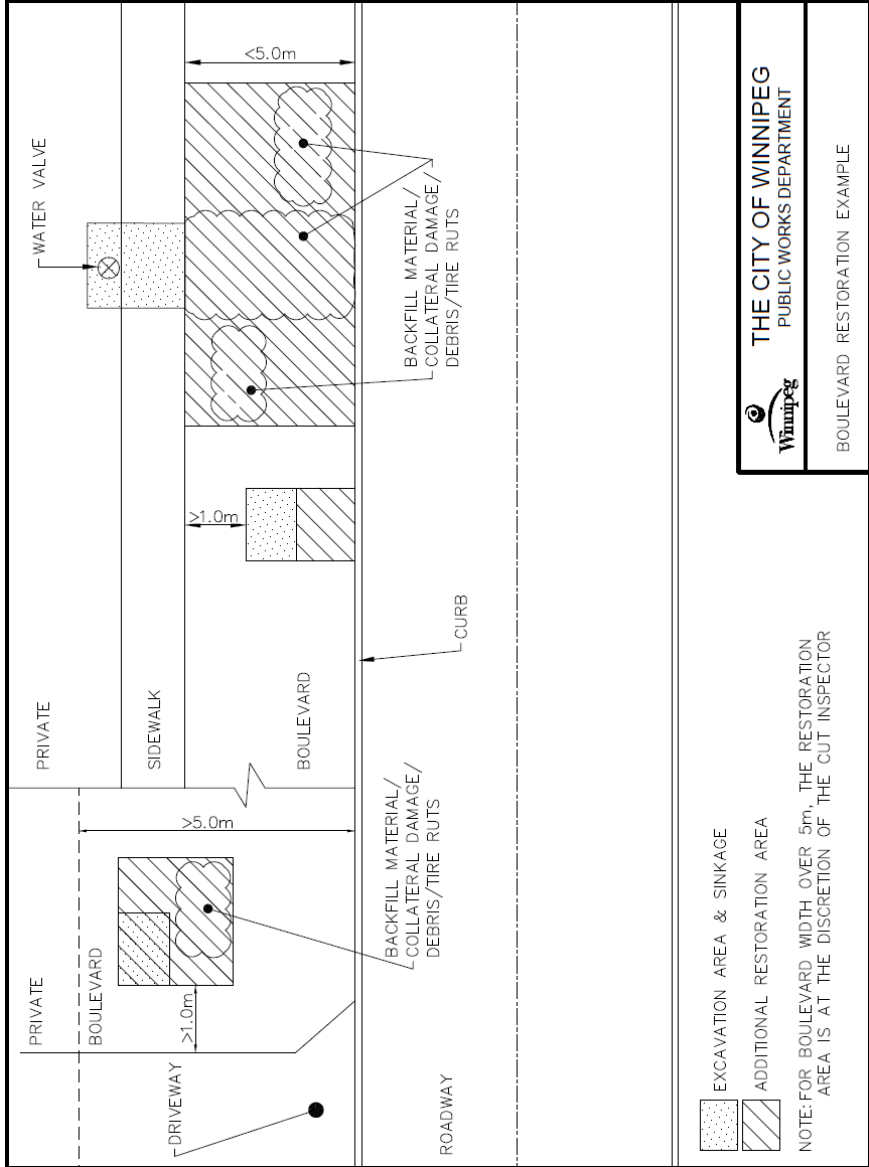 <5.0m
WATER VALVE
BACKFILL MATERIAL/
COLLATERAL DAMAGE/
DEBRIS/TIRE RUTS
>1.0m
PRIVATE
SIDEWALK
BOULEVARD
CURB
>5.0m
PRIVATE
BOULEVARD
>1.0m
BACKFILL MATERIAL/
COLLATERAL DAMAGE/
DEBRIS/TIRE RUTS
DRIVEWAY
ROADWAY
EXCAVATION AREA & SINKAGE
ADDITIONAL RESTORATION AREA
NOTE: FOR BOULEVARD WIDTH OVER 5m, THE RESTORATION
AREA IS AT THE DISCRETION OF THE CUT INSPECTOR
Winnipeg
THE CITY OF WINNIPEG
PUBLIC WORKS DEPARTMENT
BOULEVARD RESTORATION EXAMPLE